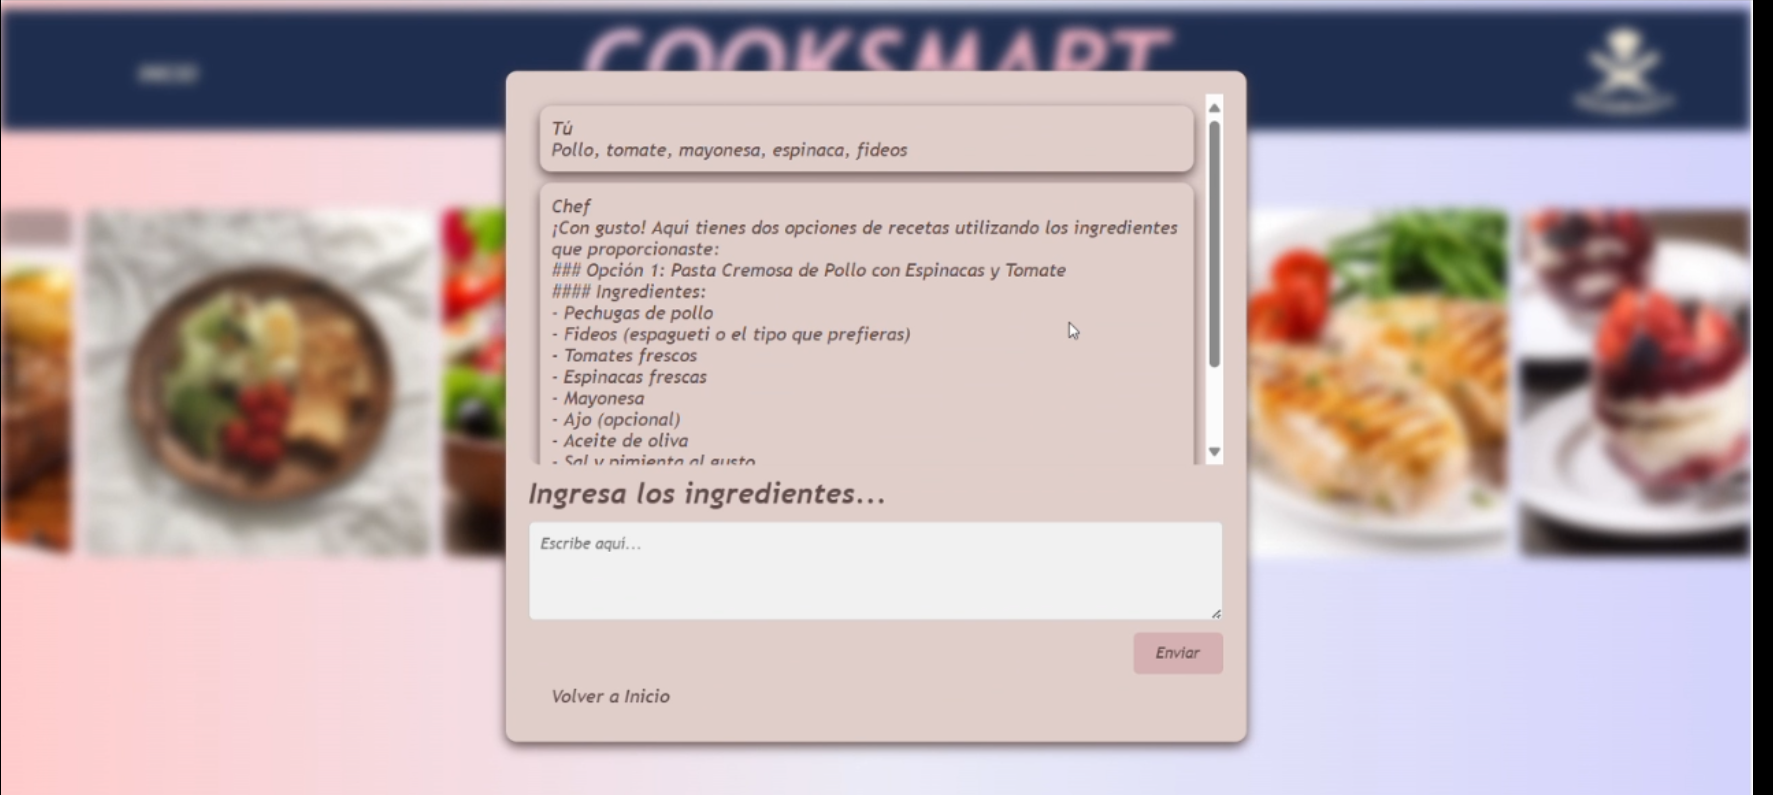 COOKSMART
INICIO
Tú
Pollo, tomate, mayonesa, espinaca, fideos
Chef
¡Con gusto! Aquí tienes dos opciones de recetas utilizando los ingredientes
que proporcionaste:
### Opción 1: Pasta Cremosa de Pollo con Espinacas y Tomate
#### Ingredientes:
- Pechugas de pollo
- Fideos (espagueti o el tipo que prefieras)
- Tomates frescos
- Espinacas frescas
- Mayonesa
- Ajo (opcional)
- Aceite de oliva
- Sal y pimienta al gusto
Ingresa los ingredientes...
Escribe aquí...
Enviar
Volver a Inicio